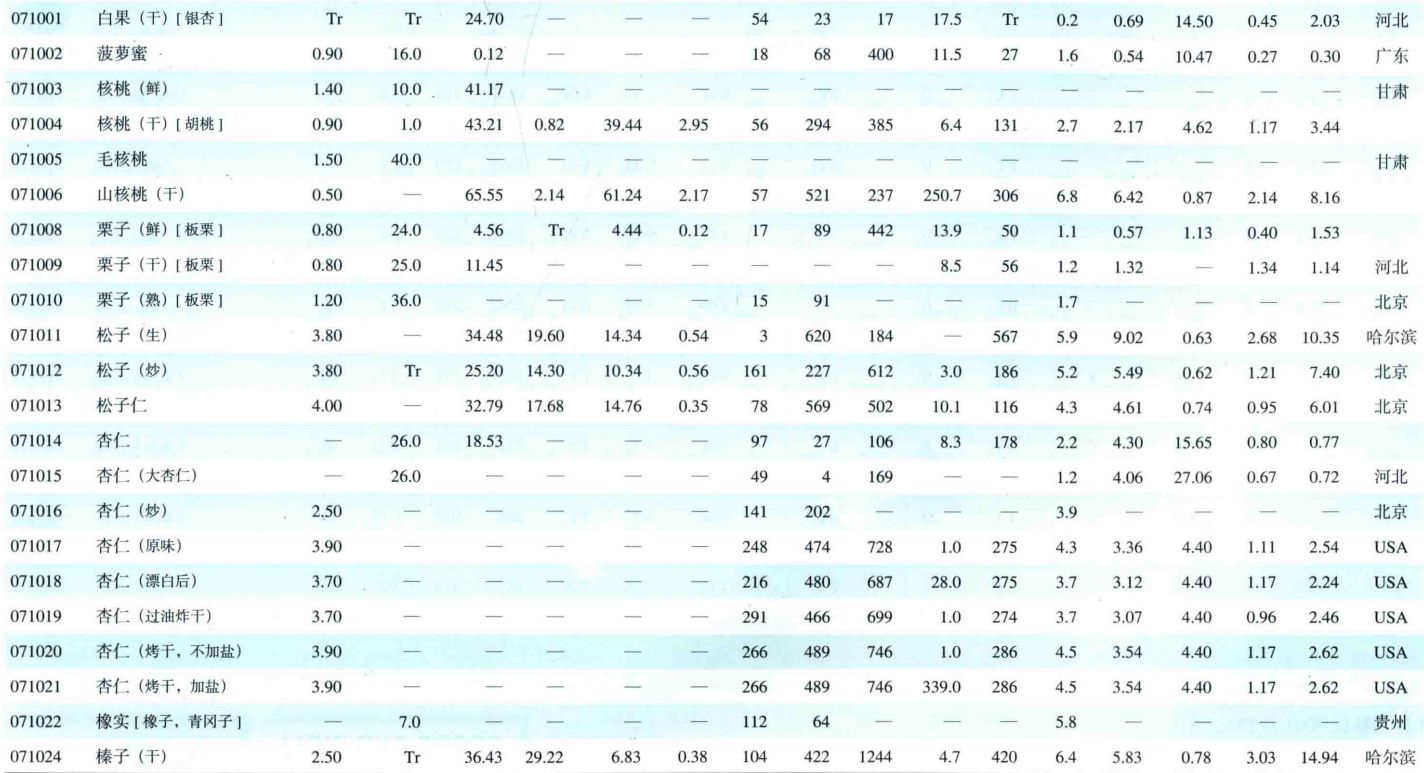 071001 白果（干）[银杏] Tr Tr 24.70 — — — 54 23 17 17.5 Tr 0.2 0.69 14.50 0.45 2.03 河北
071002 菠萝蜜 0.90 16.0 0.12 — — — 18 68 400 11.5 27 1.6 0.54 10.47 0.27 0.30 广东
071003 核桃（鲜） 1.40 10.0 41.17 — — — — — — — — — — — — — 甘肃
071004 核桃（干）[胡桃] 0.90 1.0 43.21 0.82 39.44 2.95 56 294 385 6.4 131 2.7 2.17 4.62 1.17 3.44
071005 毛核桃 1.50 40.0 — — — — — — — — — — — — — — 甘肃
071006 山核桃（干） 0.50 — 65.55 2.14 61.24 2.17 57 521 237 250.7 306 6.8 6.42 0.87 2.14 8.16
071008 栗子（鲜）[板栗] 0.80 24.0 4.56 Tr 4.44 0.12 17 89 442 13.9 50 1.1 0.57 1.13 0.40 1.53
071009 栗子（干）[板栗] 0.80 25.0 11.45 — — — — — — 8.5 56 1.2 1.32 — 1.34 1.14 河北
071010 栗子（熟）[板栗] 1.20 36.0 — — — — 15 91 — — — 1.7 — — — — 北京
071011 松子（生） 3.80 — 34.48 19.60 14.34 0.54 3 620 184 — 567 5.9 9.02 0.63 2.68 10.35 哈尔滨
071012 松子（炒） 3.80 Tr 25.20 14.30 10.34 0.56 161 227 612 3.0 186 5.2 5.49 0.62 1.21 7.40 北京
071013 松子仁 4.00 — 32.79 17.68 14.76 0.35 78 569 502 10.1 116 4.3 4.61 0.74 0.95 6.01 北京
071014 杏仁 — 26.0 18.53 — — — 97 27 106 8.3 178 2.2 4.30 15.65 0.80 0.77
071015 杏仁（大杏仁） — 26.0 — — — — 49 4 169 — — 1.2 4.06 27.06 0.67 0.72 河北
071016 杏仁（炒） 2.50 — — — — — 141 202 — — — 3.9 — — — — 北京
071017 杏仁（原味） 3.90 — — — — — 248 474 728 1.0 275 4.3 3.36 4.40 1.11 2.54 USA
071018 杏仁（漂白后） 3.70 — — — — — 216 480 687 28.0 275 3.7 3.12 4.40 1.17 2.24 USA
071019 杏仁（过油炸干） 3.70 — — — — — 291 466 699 1.0 274 3.7 3.07 4.40 0.96 2.46 USA
071020 杏仁（烤干，不加盐） 3.90 — — — — — 266 489 746 1.0 286 4.5 3.54 4.40 1.17 2.62 USA
071021 杏仁（烤干，加盐） 3.90 — — — — — 266 489 746 339.0 286 4.5 3.54 4.40 1.17 2.62 USA
071022 橡实[橡子，青冈子] — 7.0 — — — — 112 64 — — — 5.8 — — — — 贵州
071024 榛子（干） 2.50 Tr 36.43 29.22 6.83 0.38 104 422 1244 4.7 420 6.4 5.83 0.78 3.03 14.94 哈尔滨